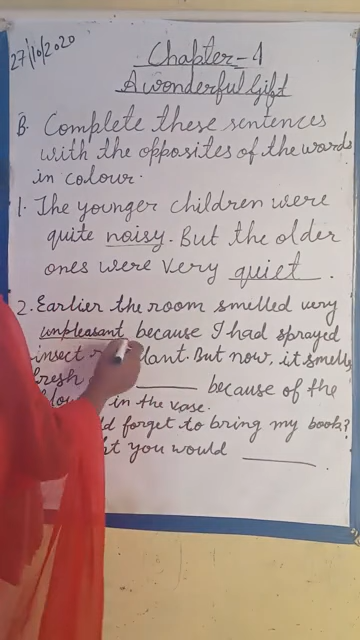 27/10/2020
Chapter-4
A wonderful Gift
B. Complete these sentences
with the opposites of the words
in colour.
1. The younger children were
quite noisy. But the older
ones were very quiet.
2. Earlier the room smelled very
unpleasant because I had sprayed
insect. But now, it smells
fresh ______ because of the
in the vase.
forget to bring my book?
you would ______